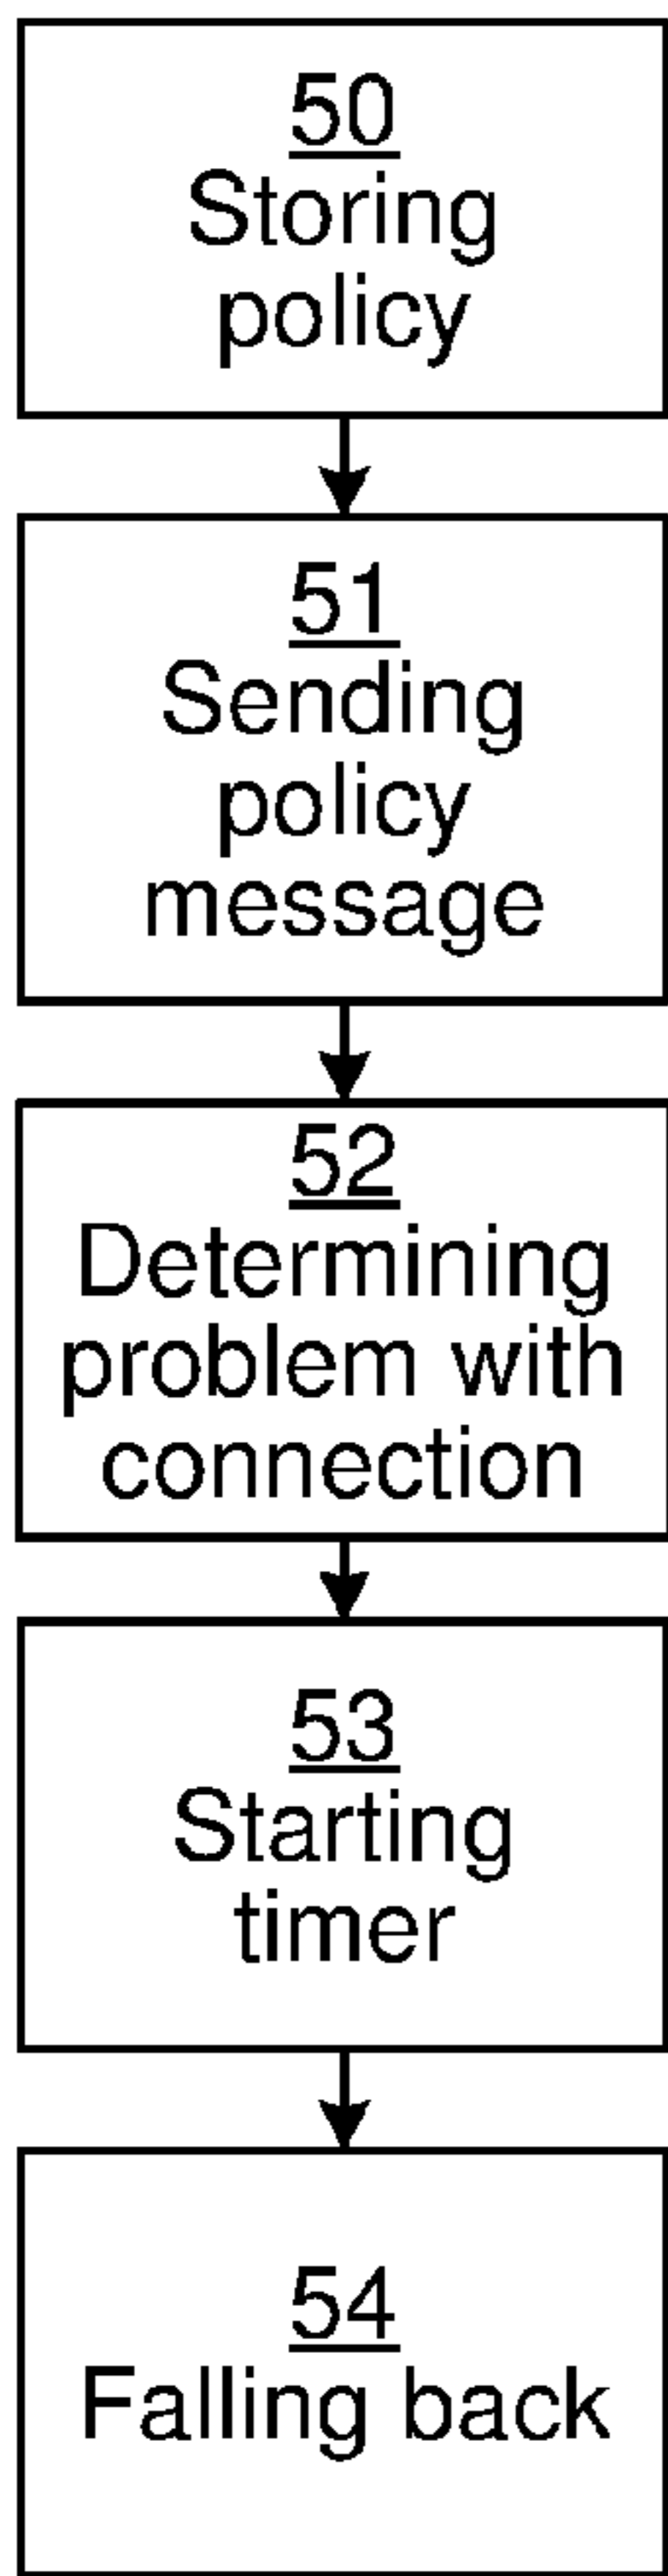 50
Storing
policy
51
Sending
policy
message
52
Determining
problem with
connection
53
Starting
timer
54
Falling back